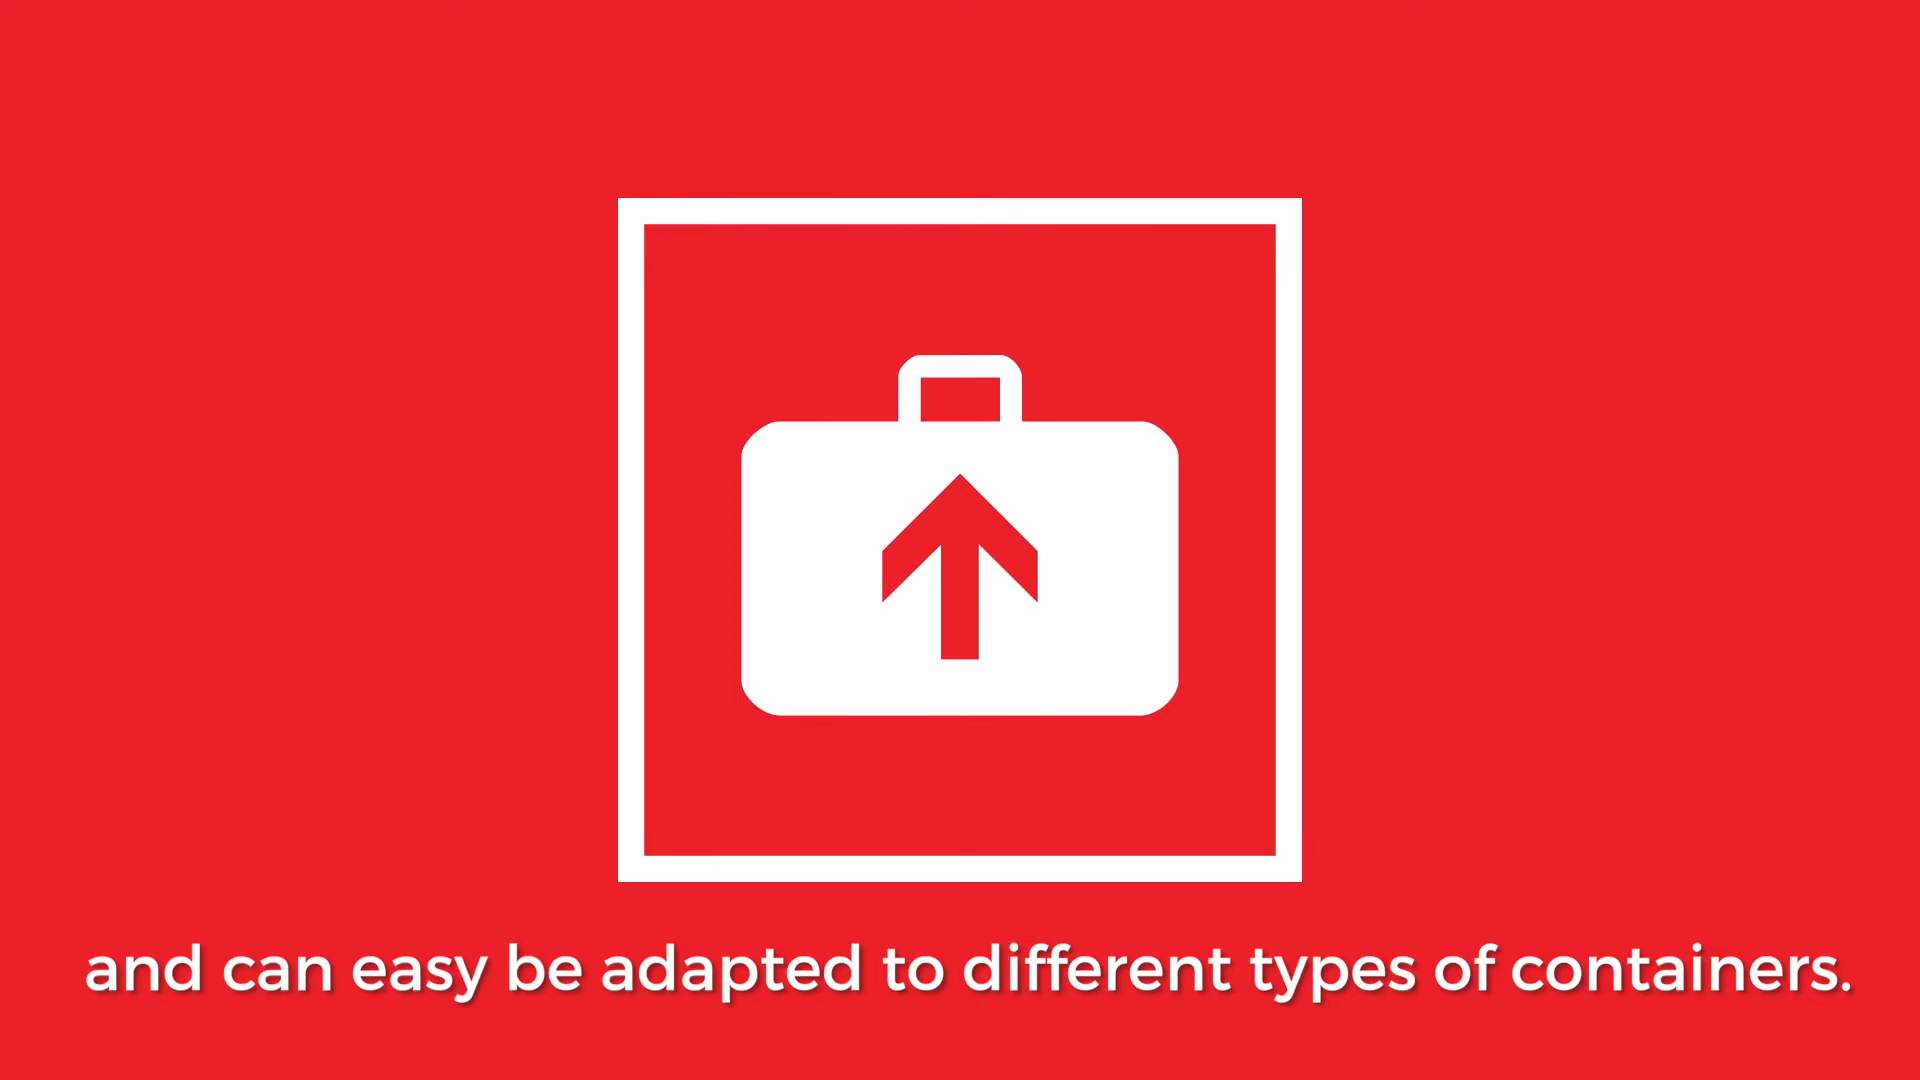 and can easy be adapted to different types of containers.